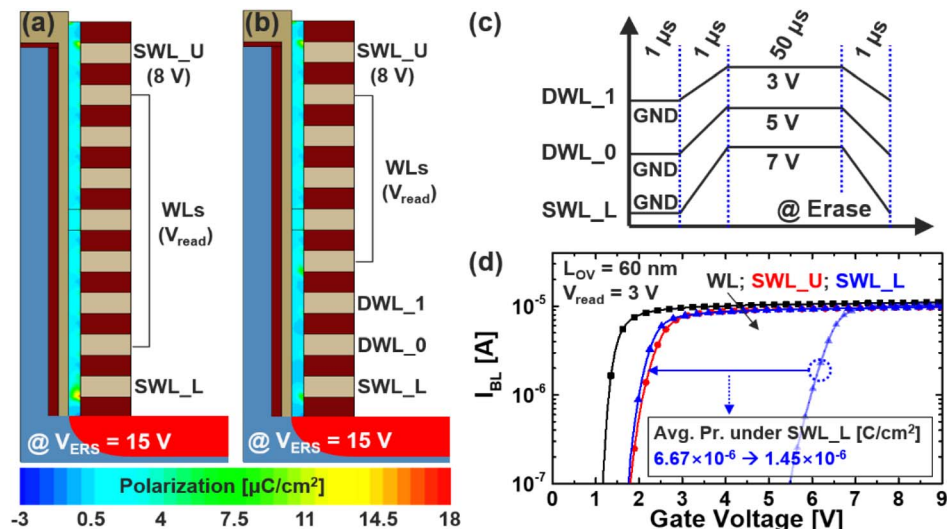 (a)
SWL_U
(8 V)
WLs
(Vread)
SWL_L
@ VERS = 15 V
(b)
SWL_U
(8 V)
WLs
(Vread)
DWL_1
DWL_0
SWL_L
@ VERS = 15 V
Polarization [µC/cm²]
-3 0.5 4 7.5 11 14.5 18
(c)
1 µs 1 µs 50 µs 1 µs
DWL_1
GND
3 V
DWL_0
GND
5 V
SWL_L
GND
7 V
@ Erase
(d)
LOV = 60 nm
Vread = 3 V
WL; SWL_U; SWL_L
Avg. Pr. under SWL_L [C/cm²]
6.67×10⁻⁶ → 1.45×10⁻⁶
IBL [A]
10⁻⁵
10⁻⁶
10⁻⁷
0 1 2 3 4 5 6 7 8 9
Gate Voltage [V]